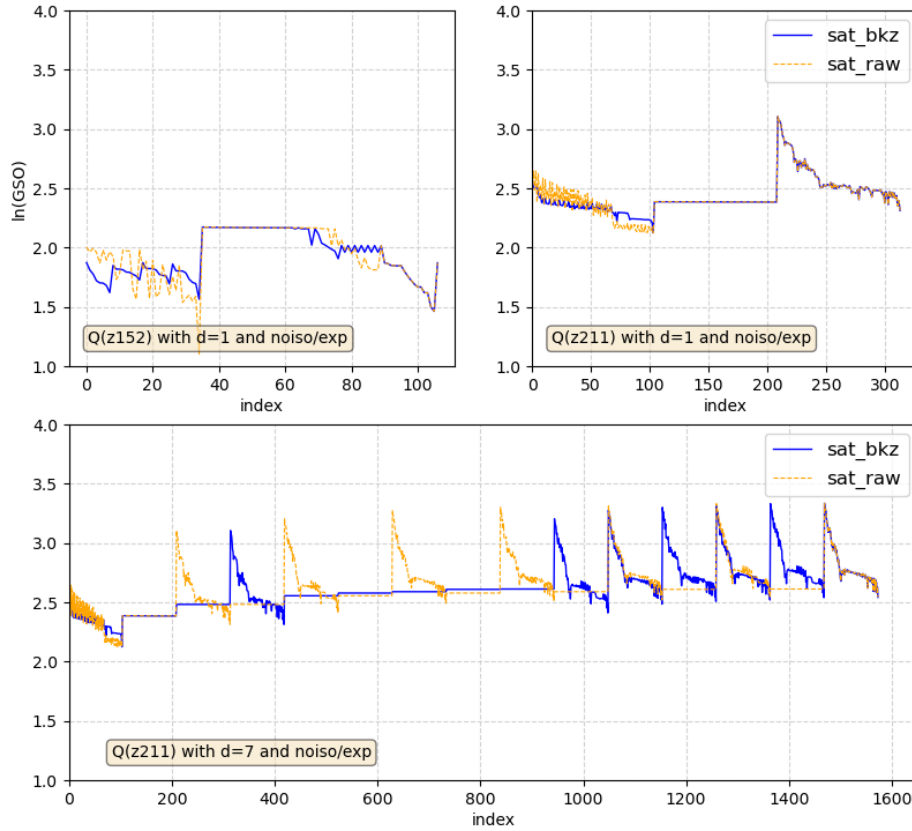 4.0
3.5
3.0
2.5
2.0
1.5
1.0
ln(GSO)
0 20 40 60 80 100
index
Q(z152) with d=1 and noiso/exp
4.0
3.5
3.0
2.5
2.0
1.5
1.0
0 50 100 150 200 250 300
index
sat_bkz
sat_raw
Q(z211) with d=1 and noiso/exp
4.0
3.5
3.0
2.5
2.0
1.5
1.0
0 200 400 600 800 1000 1200 1400 1600
index
sat_bkz
sat_raw
Q(z211) with d=7 and noiso/exp